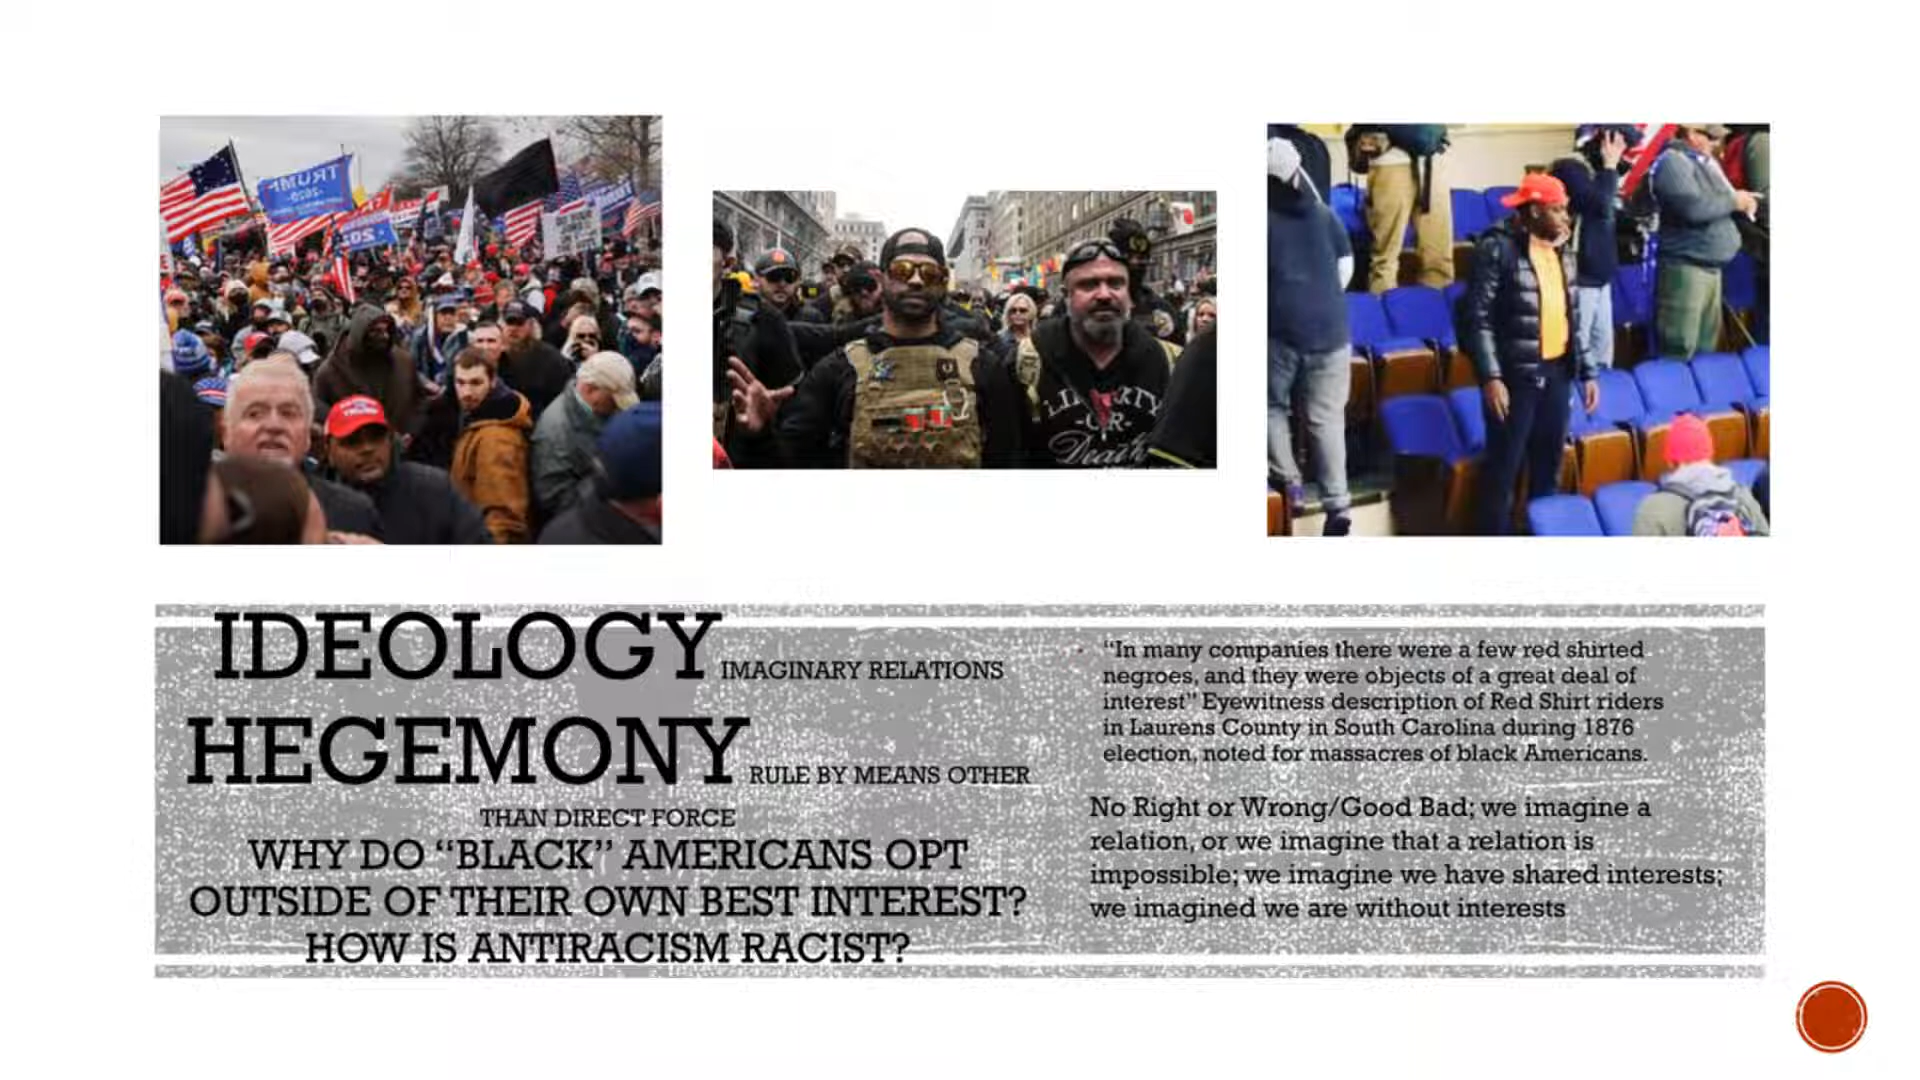 TRUMP
-2020-
LIBERTY
-OR-
Death
IDEOLOGY IMAGINARY RELATIONS
HEGEMONY RULE BY MEANS OTHER
THAN DIRECT FORCE
WHY DO “BLACK” AMERICANS OPT
OUTSIDE OF THEIR OWN BEST INTEREST?
HOW IS ANTIRACISM RACIST?
“In many companies there were a few red shirted
negroes, and they were objects of a great deal of
interest” Eyewitness description of Red Shirt riders
in Laurens County in South Carolina during 1876
election, noted for massacres of black Americans.
No Right or Wrong/Good Bad; we imagine a
relation, or we imagine that a relation is
impossible; we imagine we have shared interests;
we imagined we are without interests